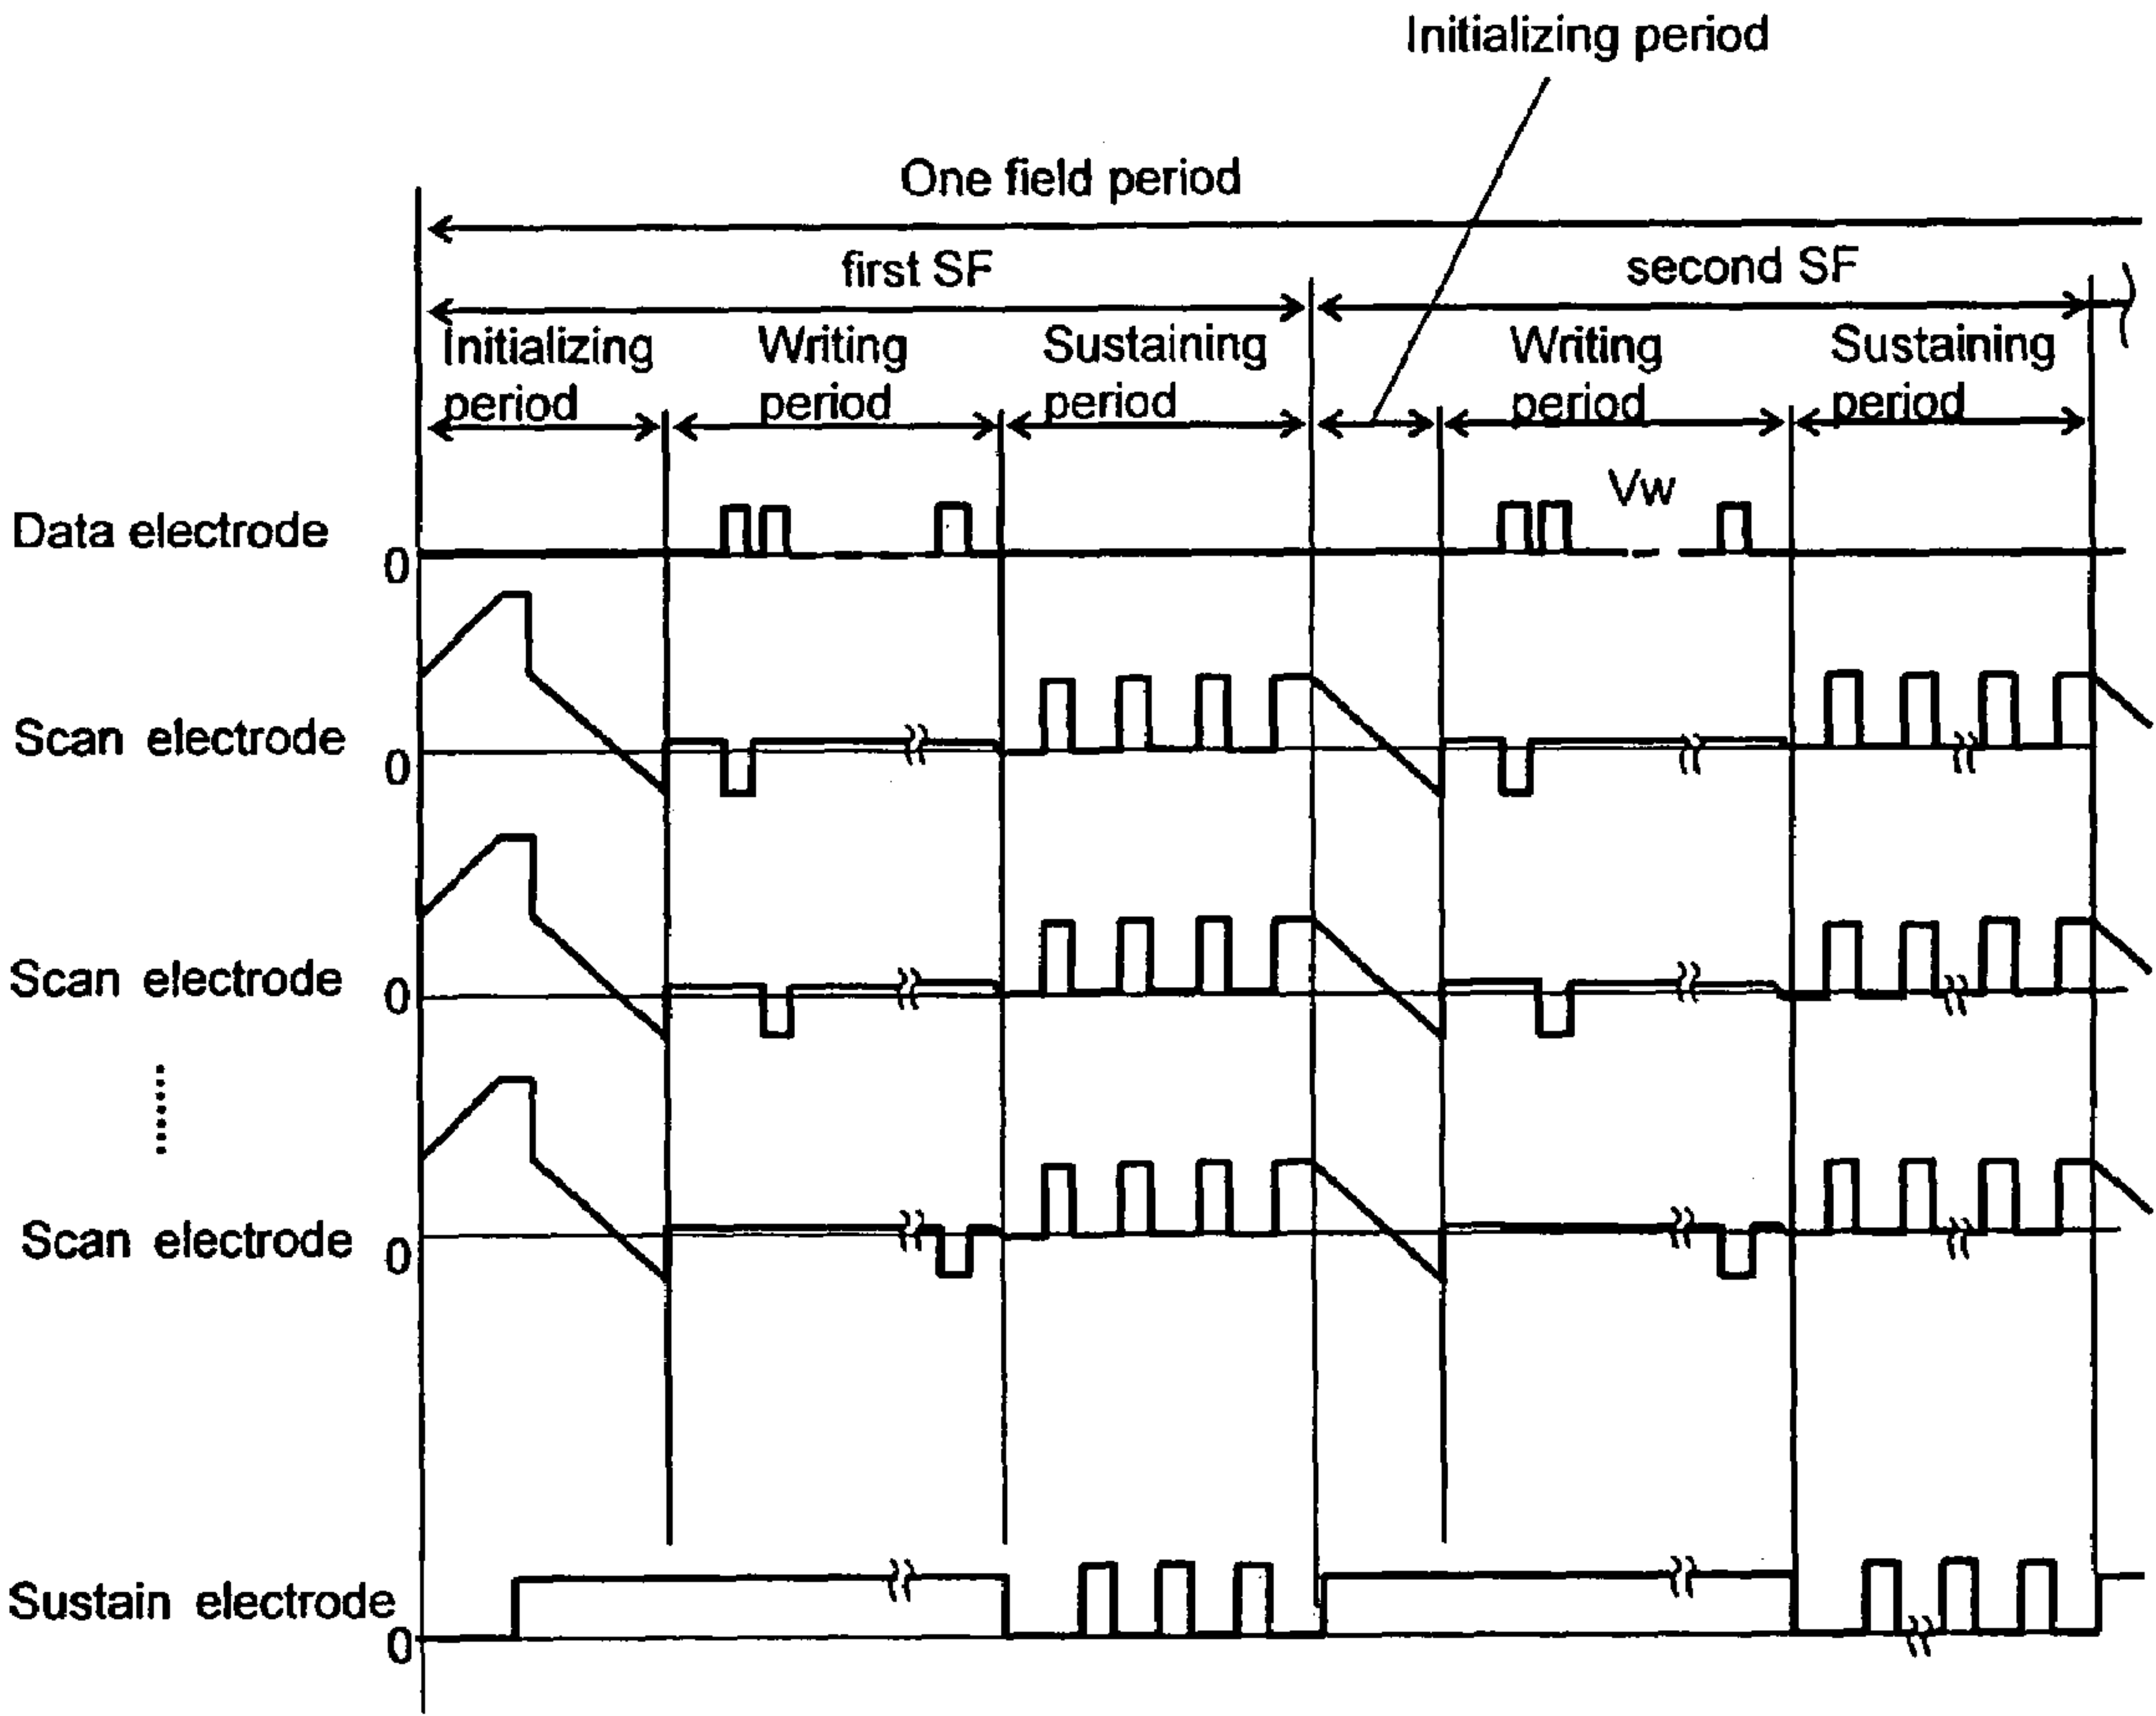 Initializing period
One field period
first SF
second SF
Initializing period
Writing period
Sustaining period
Writing period
Sustaining period
Vw
Data electrode
0
Scan electrode
0
Scan electrode
0
Scan electrode
0
Sustain electrode
0